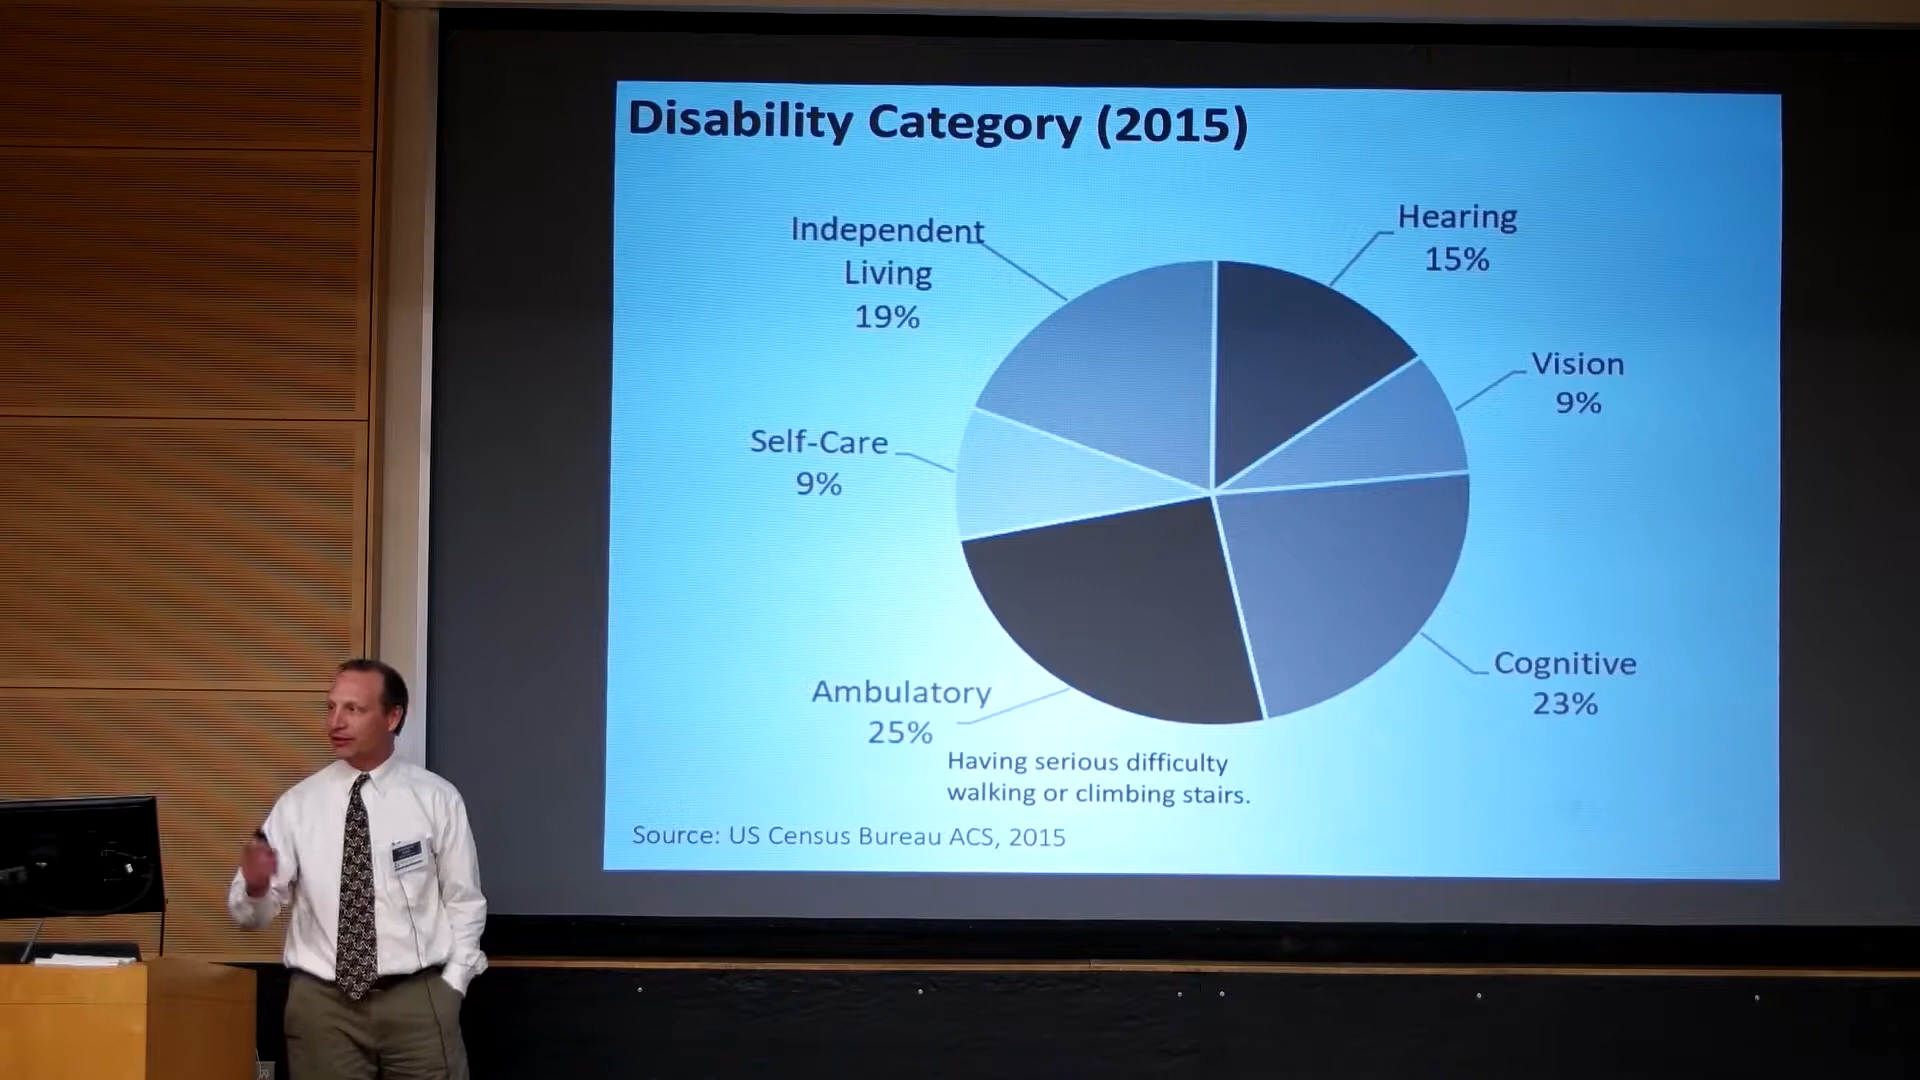 Disability Category (2015)
Independent
Living
19%
Hearing
15%
Vision
9%
Self-Care
9%
Cognitive
23%
Ambulatory
25%
Having serious difficulty
walking or climbing stairs.
Source: US Census Bureau ACS, 2015